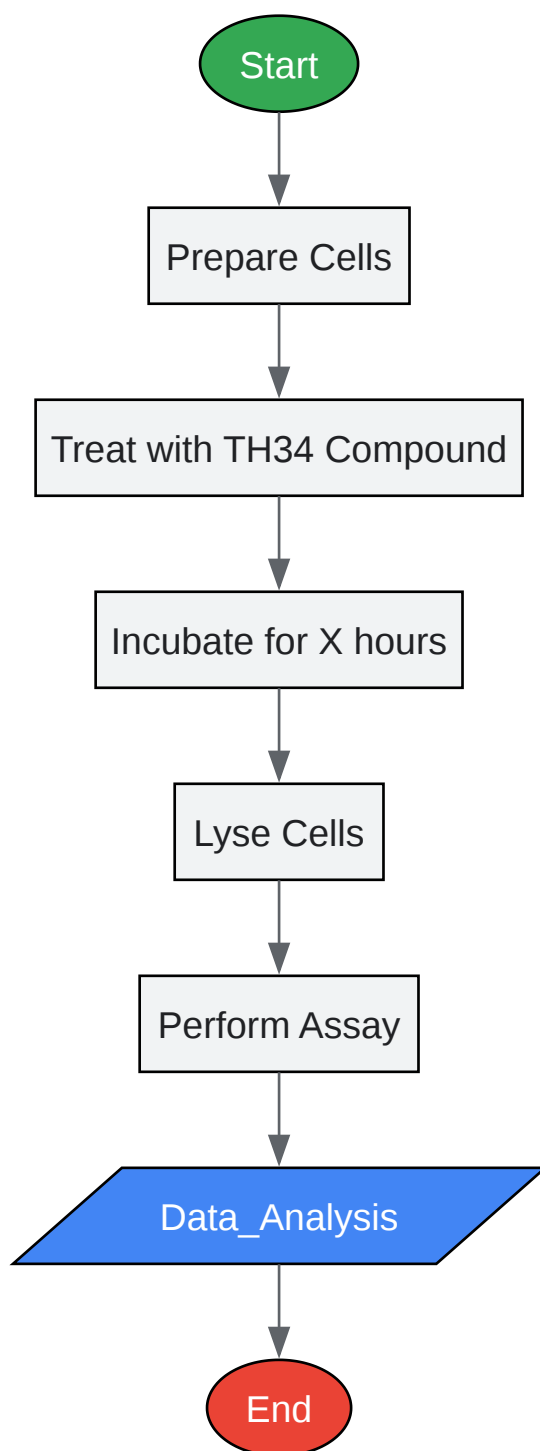 Start
Prepare Cells
Treat with TH34 Compound
Incubate for X hours
Lyse Cells
Perform Assay
Data_Analysis
End